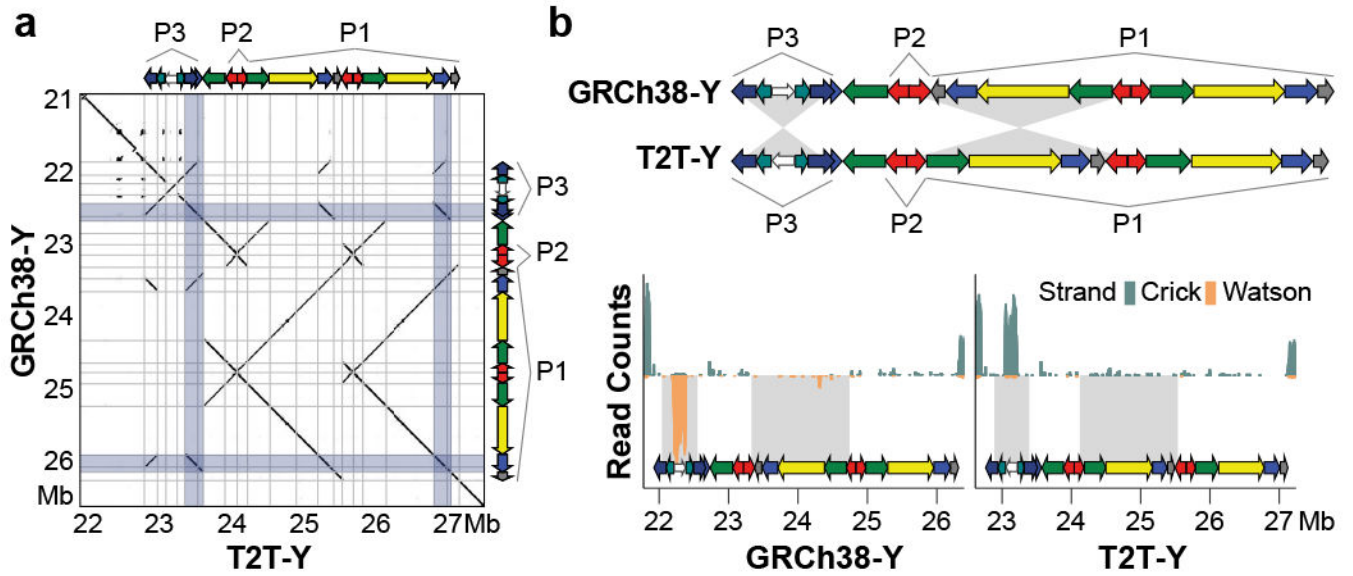 a
P3 P2 P1
21
22
23
24
25
26
Mb
GRCh38-Y
P3
P2
P1
22 23 24 25 26 27Mb
T2T-Y
b
P3 P2 P1
GRCh38-Y
T2T-Y
P3 P2 P1
Strand Crick Watson
Read Counts
22 23 24 25 26
GRCh38-Y
23 24 25 26 27 Mb
T2T-Y